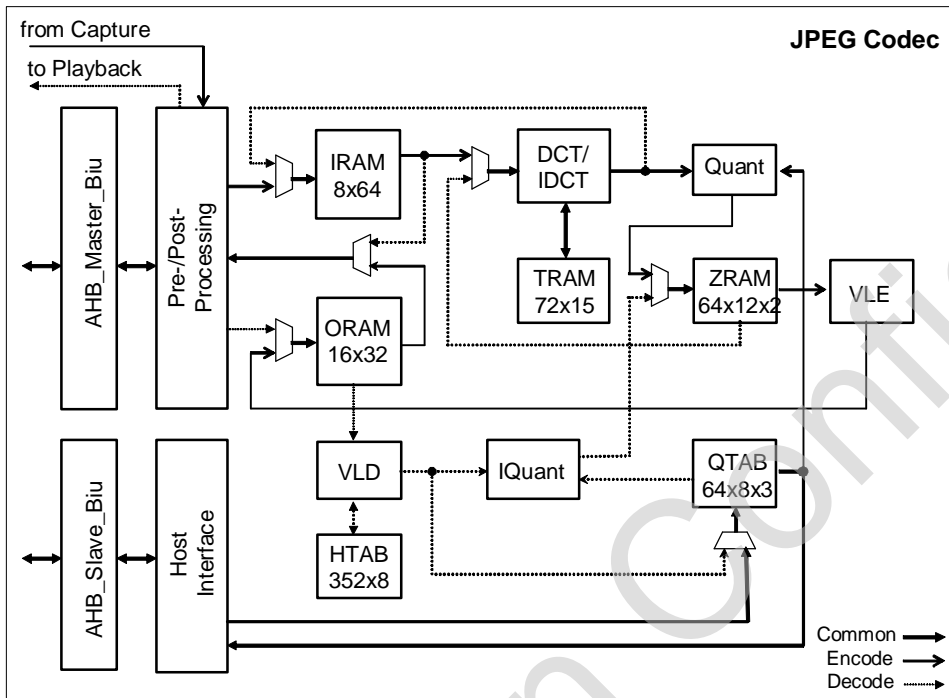 from Capture
JPEG Codec
to Playback
AHB_Master_Biu
Pre-/Post-
Processing
IRAM
8x64
DCT/
IDCT
Quant
TRAM
72x15
ZRAM
64x12x2
VLE
ORAM
16x32
VLD
IQuant
QTAB
64x8x3
HTAB
352x8
AHB_Slave_Biu
Host
Interface
Common
Encode
Decode